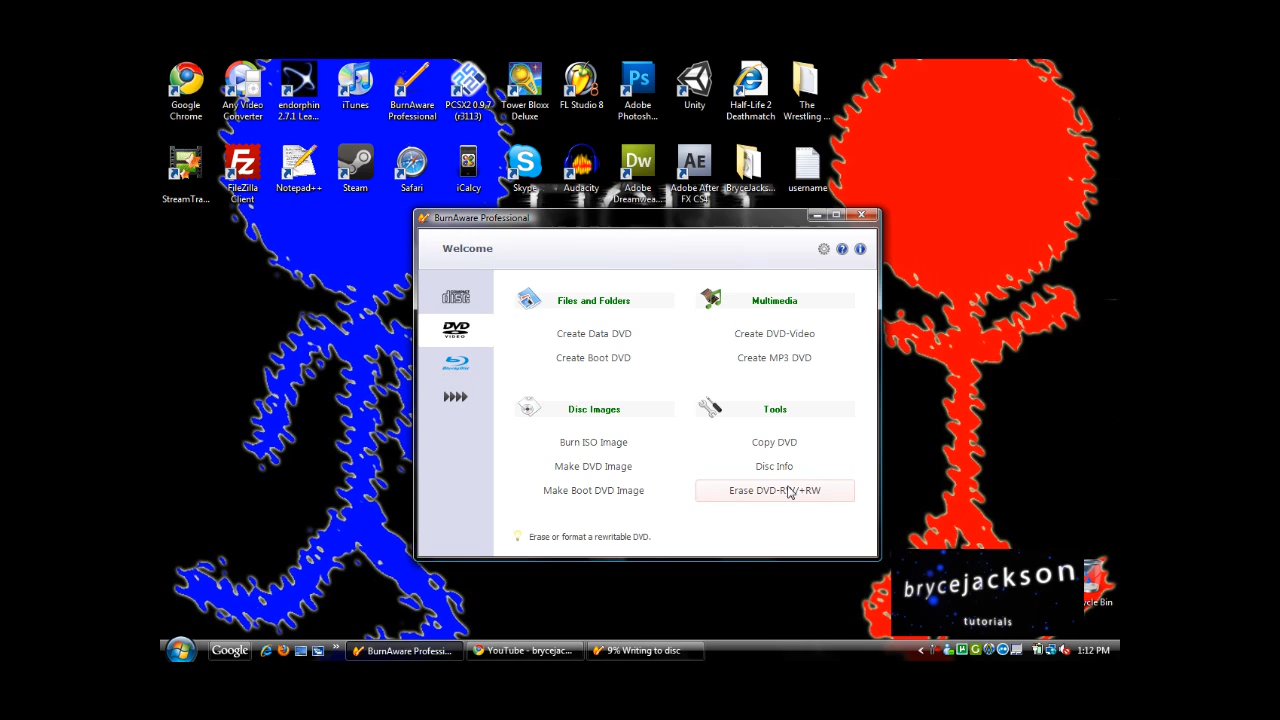 Google Chrome
Any Video Converter
endorphin 2.7.1 Lea...
iTunes
BurnAware Professional
PCSX2 0.9.7 (r3113)
Tower Bloxx Deluxe
FL Studio 8
Adobe Photosh...
Unity
Half-Life 2 Deathmatch
The Wrestling ...
StreamTra...
FileZilla Client
Notepad++
Steam
Safari
iCalcy
Skype
Audacity
Adobe Dreamwea...
Adobe After FX CS4
BryceJacks...
username
BurnAware Professional
Welcome
Files and Folders
Multimedia
Create Data DVD
Create DVD-Video
Create Boot DVD
Create MP3 DVD
Disc Images
Tools
Burn ISO Image
Copy DVD
Make DVD Image
Disc Info
Make Boot DVD Image
Erase DVD-RW/+RW
Erase or format a rewritable DVD.
brycejackson
tutorials
Google
BurnAware Professi...
YouTube - brycejac...
9% Writing to disc
1:12 PM